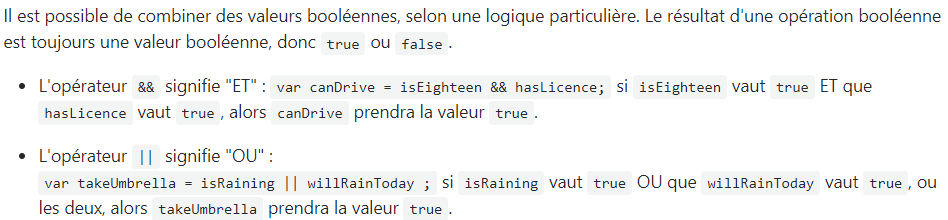 Il est possible de combiner des valeurs booléennes, selon une logique particulière. Le résultat d'une opération booléenne
est toujours une valeur booléenne, donc true ou false .
• L'opérateur && signifie "ET" : var canDrive = isEighteen && hasLicence; si isEighteen vaut true ET que
hasLicence vaut true , alors canDrive prendra la valeur true .
• L'opérateur || signifie "OU" :
var takeUmbrella = isRaining || willRainToday ; si isRaining vaut true OU que willRainToday vaut true , ou
les deux, alors takeUmbrella prendra la valeur true .